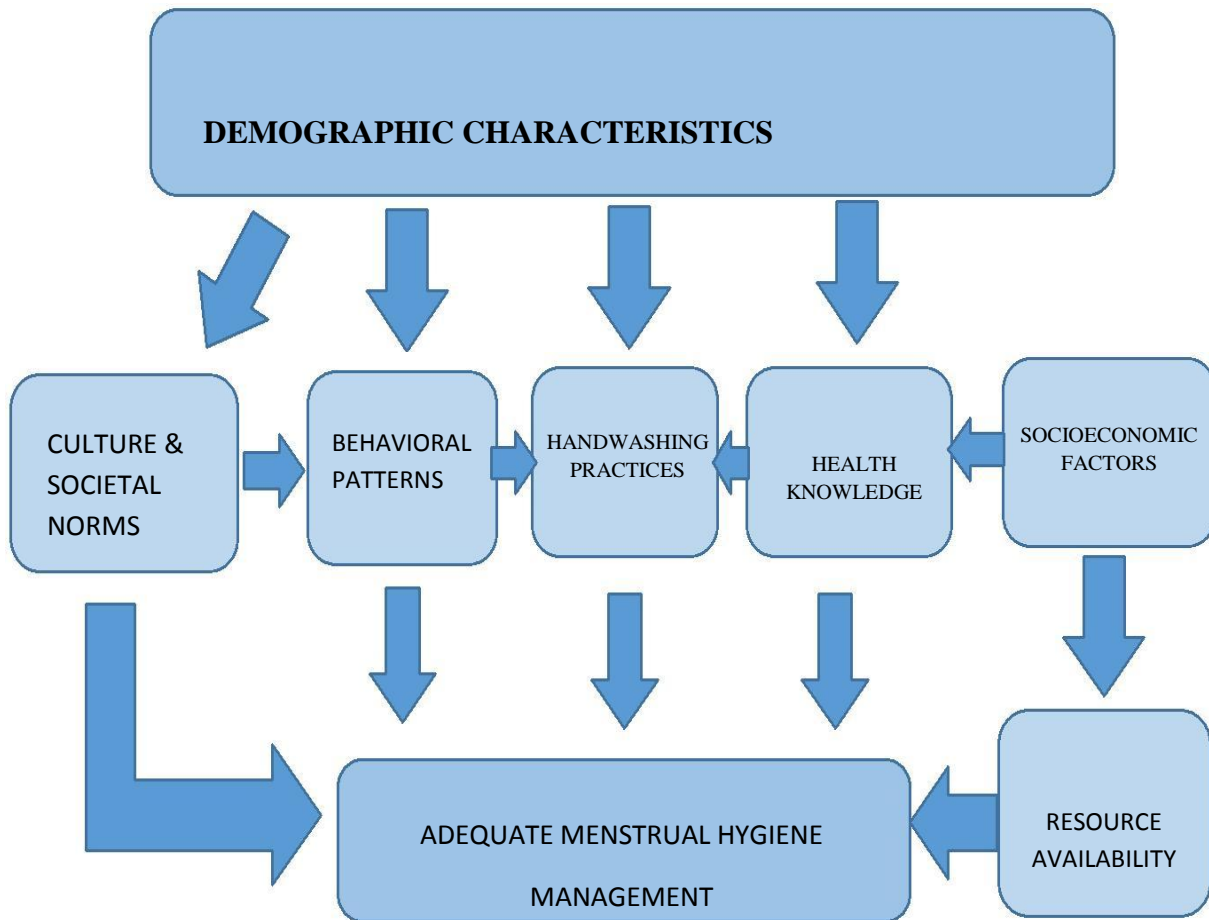 DEMOGRAPHIC CHARACTERISTICS
CULTURE &
SOCIETAL
NORMS
BEHAVIORAL
PATTERNS
HANDWASHING
PRACTICES
HEALTH
KNOWLEDGE
SOCIOECONOMIC
FACTORS
ADEQUATE MENSTRUAL HYGIENE
MANAGEMENT
RESOURCE
AVAILABILITY